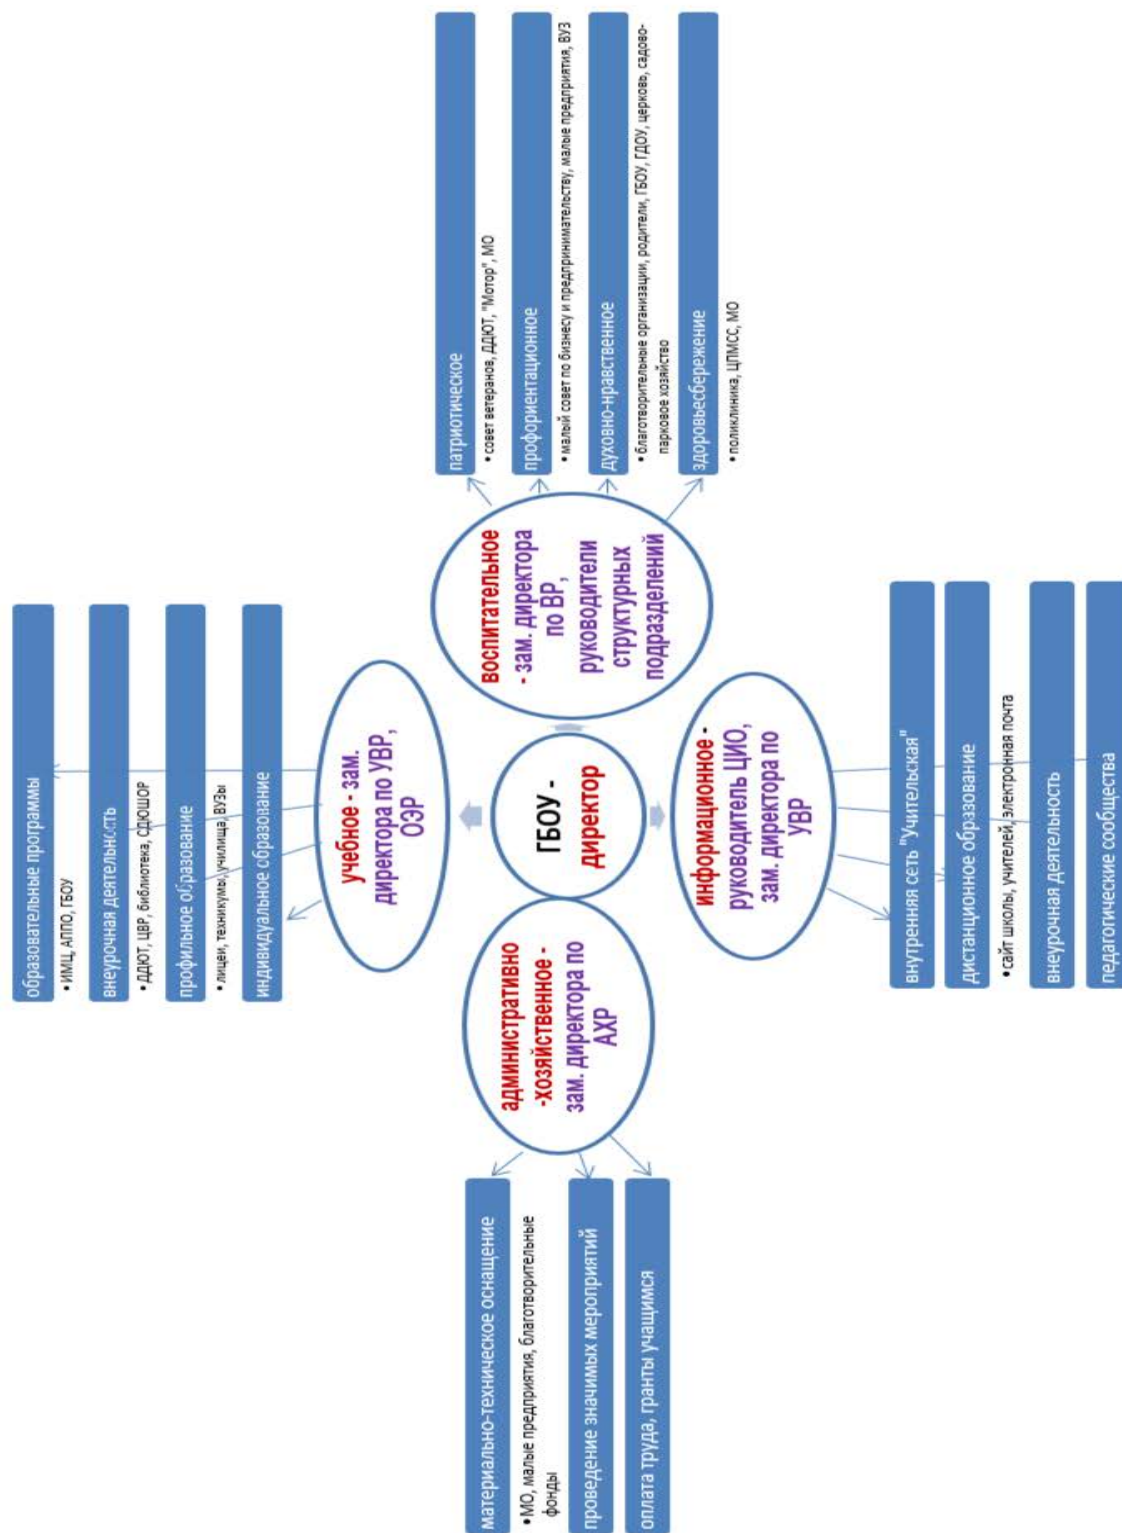 образовательные программы
• ИМЦ, АППО, ГБОУ
внеурочная деятельность
• ДДЮТ, ЦВР, библиотека, СДЮШОР
профильное образование
• лицеи, техникумы, училища, ВУЗы
индивидуальное образование
учебное - зам.
директора по УВР,
ОЭР
материально-техническое оснащение
• МО, малые предприятия, благотворительные
фонды
проведение значимых мероприятий
оплата труда, гранты учащимся
административно
-хозяйственное -
зам. директора по
АХР
ГБОУ -
директор
воспитательное
- зам. директора
по ВР,
руководители
структурных
подразделений
патриотическое
• совет ветеранов, ДДЮТ, "Мотор", МО
профориентационное
• малый совет по бизнесу и предпринимательству, малые предприятия, ВУЗ
духовно-нравственное
• благотворительные организации, родители, ГБОУ, ГДОУ, церковь, садово-
парковое хозяйство
здоровьесбережение
• поликлиника, ЦПМСС, МО
информационное -
руководитель ЦИО,
зам. директора по
УВР
внутренняя сеть "Учительская"
дистанционное образование
• сайт школы, учителей, электронная почта
внеурочная деятельность
педагогические сообщества